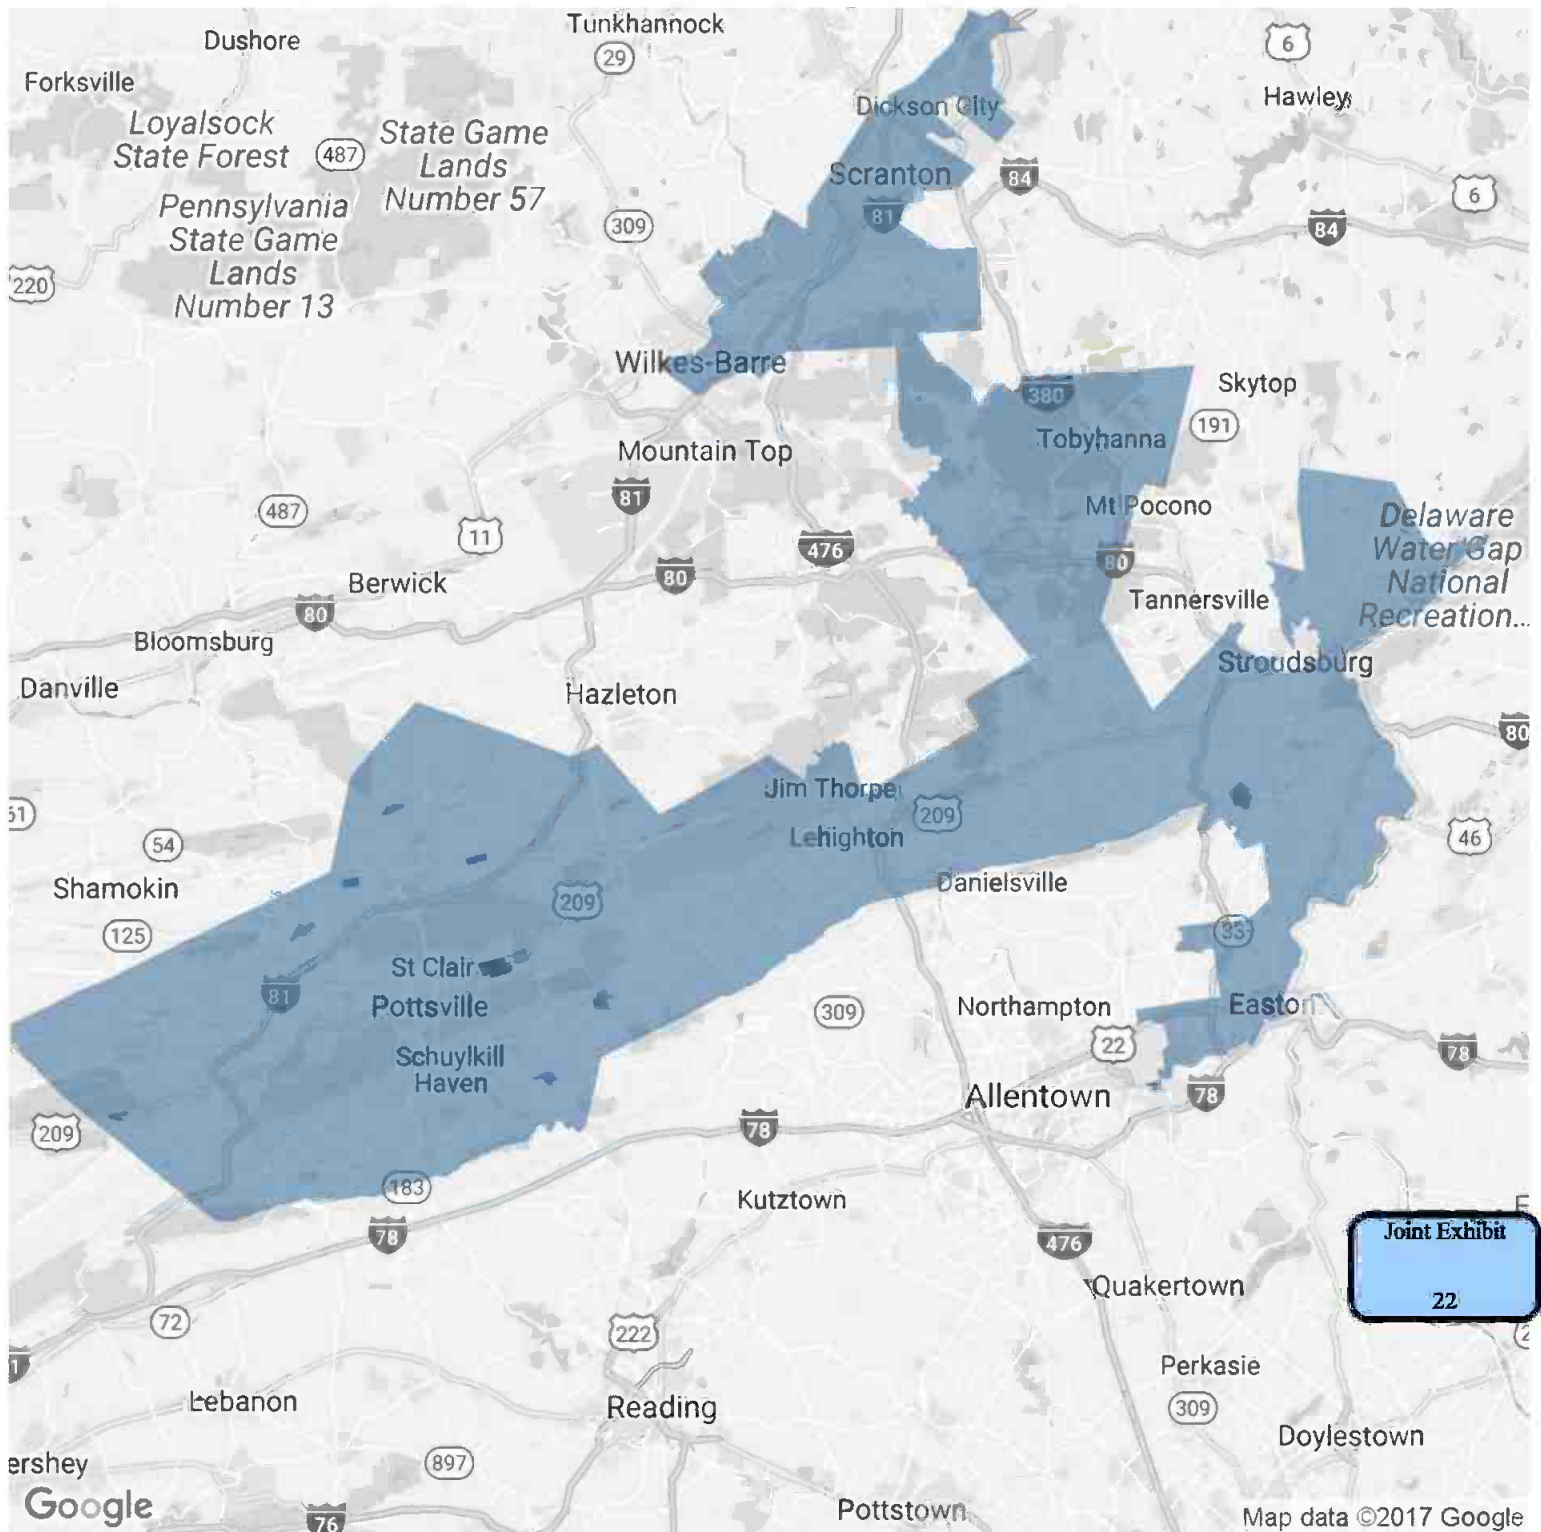 Tunkhannock
Dushore
29
6
Forksville
Dickson City
Hawley
Loyalsock
State Forest
487
State Game
Lands
Number 57
Scranton
84
6
Pennsylvania
State Game
Lands
Number 13
309
81
84
220
Wilkes-Barre
380
Skytop
191
Tobyhanna
Mountain Top
81
487
11
Mt Pocono
Delaware
Water Gap
National
Recreation...
476
80
80
Berwick
80
Tannersville
Bloomsburg
Stroudsburg
Danville
Hazleton
80
Jim Thorpe
209
61
Lehighton
46
54
Shamokin
Danielsville
209
125
33
St Clair
81
Pottsville
309
Northampton
Easton
22
78
Schuylkill
Haven
Allentown
78
209
78
183
Kutztown
78
476
Joint Exhibit
22
Quakertown
72
222
1
Perkasie
Lebanon
Reading
309
Doylestown
ershey
897
Google
76
Pottstown
Map data ©2017 Google